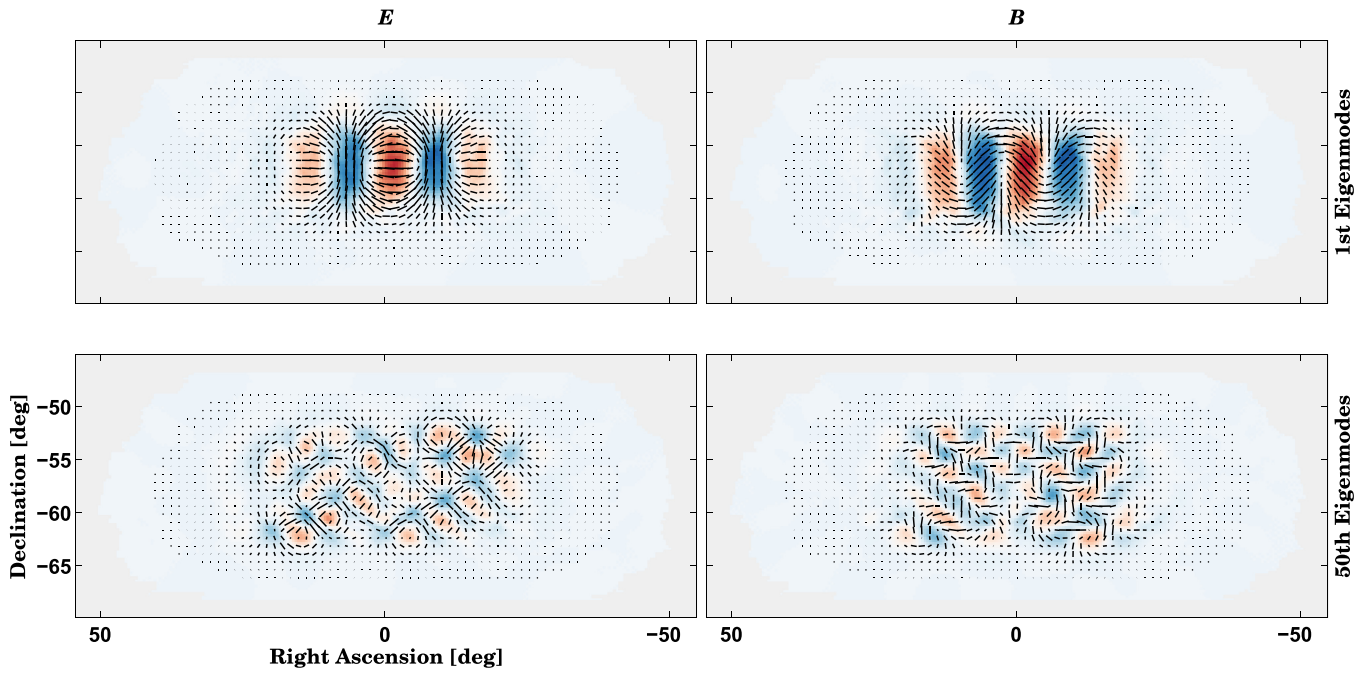 E
B
1st Eigenmodes
50th Eigenmodes
Declination [deg]
−50
−55
−60
−65
50
0
−50
50
0
−50
Right Ascension [deg]